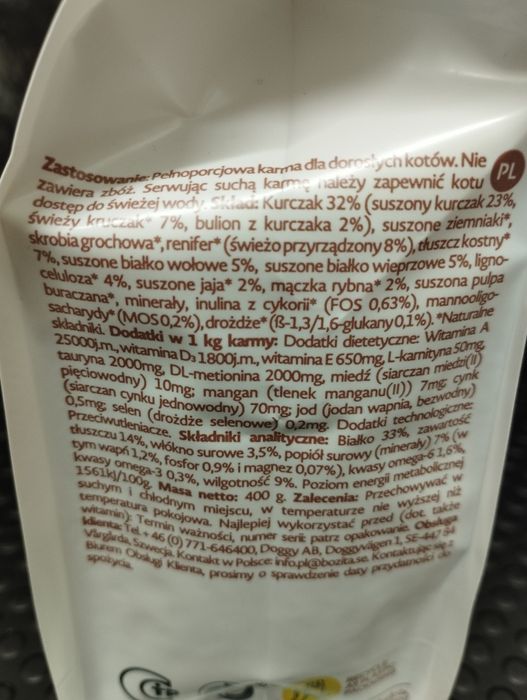 Zastosowanie: Pełnoporcjowa karma dla dorosłych kotów. Nie
zawiera zbóż. Serwując suchą karmę należy zapewnić kotu
PL
dostęp do świeżej wody. Skład: Kurczak 32% (suszony kurczak 23%,
świeży kruczak* 7%, bulion z kurczaka 2%), suszone ziemniaki*,
skrobia grochowa*, renifer* (świeżo przyrządzony 8%), tłuszcz kostny*
7%, suszone białko wołowe 5%, suszone białko wieprzowe 5%, ligno-
celuloza* 4%, suszone jaja* 2%, mączka rybna* 2%, suszona pulpa
buraczana*, minerały, inulina z cykorii* (FOS 0,63%), mannooligo-
sacharydy* (MOS 0,2%), drożdże* (ß-1,3/1,6-glukany 0,1%). *Naturalne
składniki. Dodatki w 1 kg karmy: Dodatki dietetyczne: Witamina A
25000j.m., witamina D3 1800j.m., witamina E 650mg, L-karnityna 50mg,
tauryna 2000mg, DL-metionina 2000mg, miedź (siarczan miedzi(II)
pięciowodny) 10mg; mangan (tlenek manganu(II)) 7mg; cynk
(siarczan cynku jednowodny) 70mg; jod (jodan wapnia, bezwodny)
0,5mg; selen (drożdże selenowe) 0,2mg. Dodatki technologiczne:
Przeciwutleniacze. Składniki analityczne: Białko 33%, zawartość
tłuszczu 14%, włókno surowe 3,5%, popiół surowy (minerały) 7% (w
tym wapń 1,2%, fosfor 0,9% i magnez 0,07%), kwasy omega-6 1,6%,
kwasy omega-3 0,3%, wilgotność 9%. Poziom energii metabolicznej
1561kj/100g. Masa netto: 400 g. Zalecenia: Przechowywać w
suchym i chłodnym miejscu, w temperaturze nie wyższej niż
temperatura pokojowa. Najlepiej wykorzystać przed (dot. także
witamin): Termin ważności, numer serii: patrz opakowanie. Obsługa
klienta: Tel. +46 (0) 771-646400, Doggy AB, Doggyvägen 1, SE-447 84
Vårgårda, Szwecja. Kontakt w Polsce: info.pl@bozita.se. Kontaktując się z
Biurem Obsługi Klienta, prosimy o sprawdzenie daty przydatności do
spożycia.